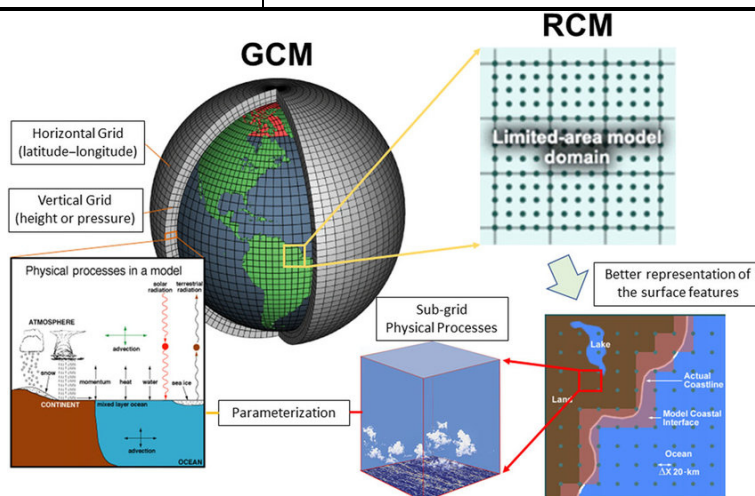 GCM
RCM
Horizontal Grid
(latitude–longitude)
Vertical Grid
(height or pressure)
Limited-area model
domain
Better representation of
the surface features
Sub-grid
Physical Processes
Parameterization
Physical processes in a model
solar
radiation
terrestrial
radiation
ATMOSPHERE
advection
snow
momentum
heat
water
sea ice
CONTINENT
mixed layer ocean
advection
OCEAN
Lake
Land
Actual
Coastline
Model Coastal
Interface
Ocean
ΔX 20-km